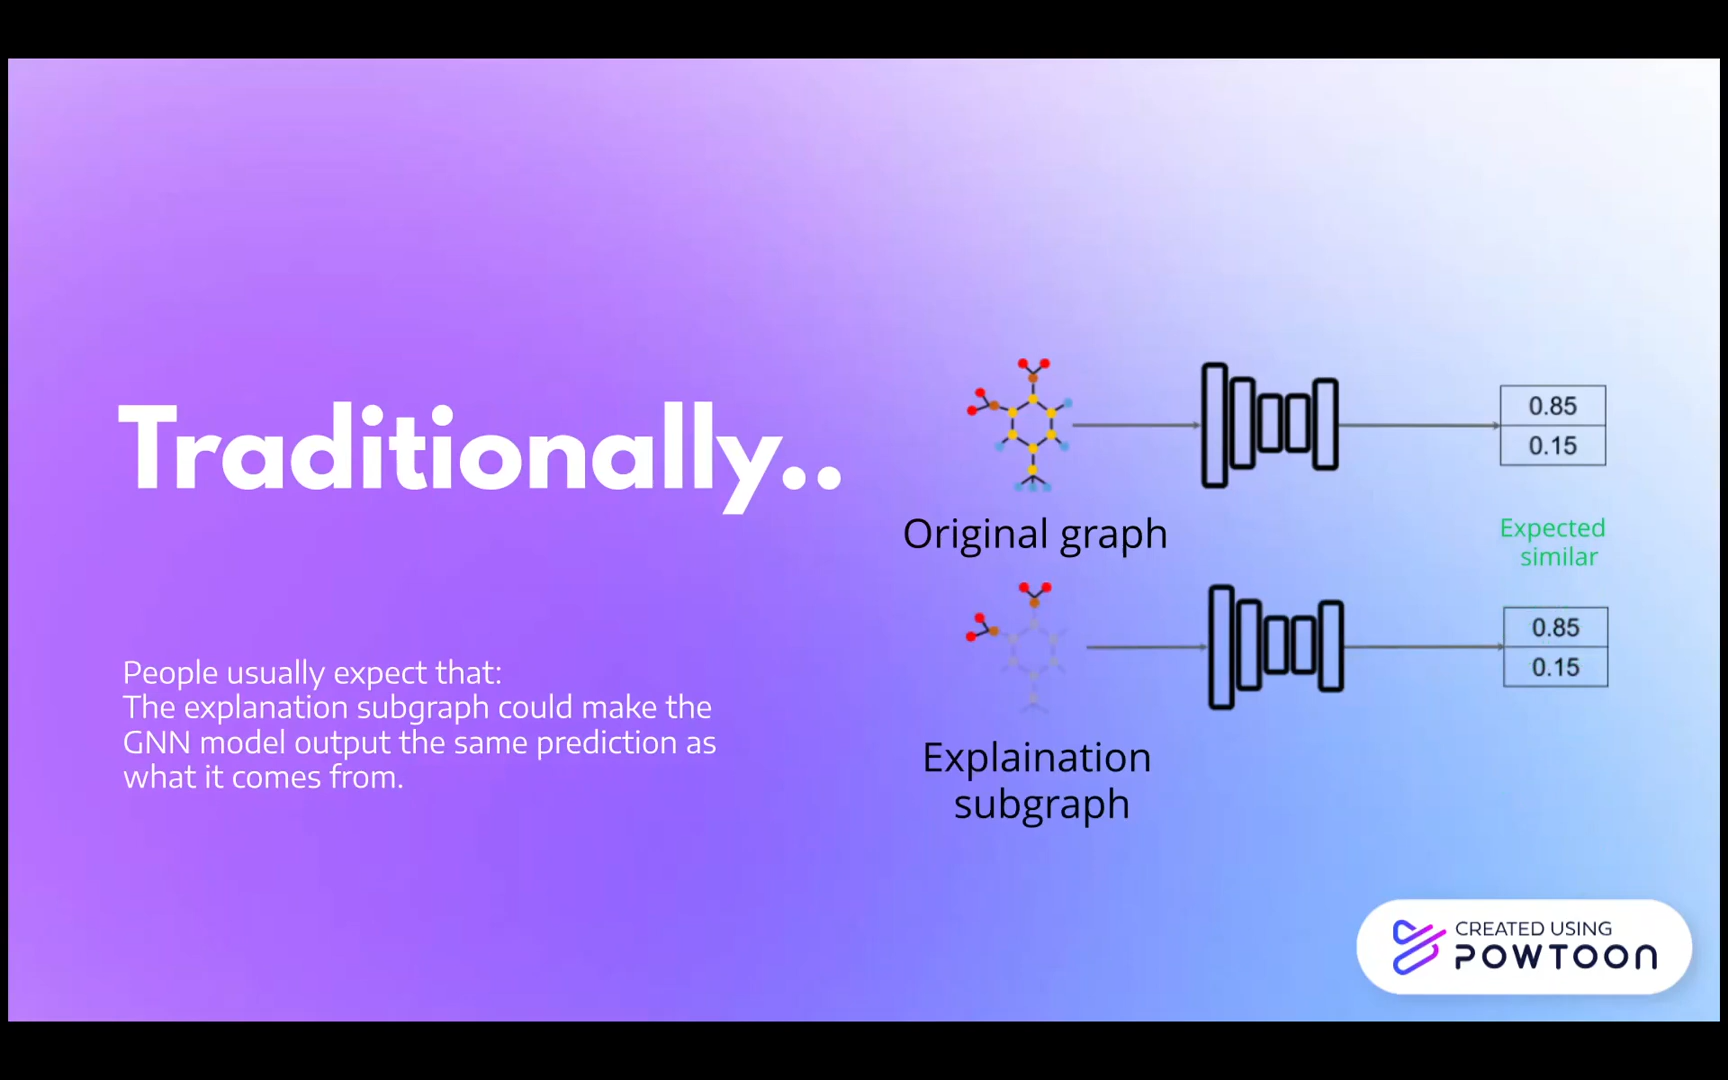 Traditionally..
People usually expect that:
The explanation subgraph could make the
GNN model output the same prediction as
what it comes from.
0.85
0.15
Original graph
Expected
similar
0.85
0.15
Explaination
subgraph
CREATED USING
POWTOON